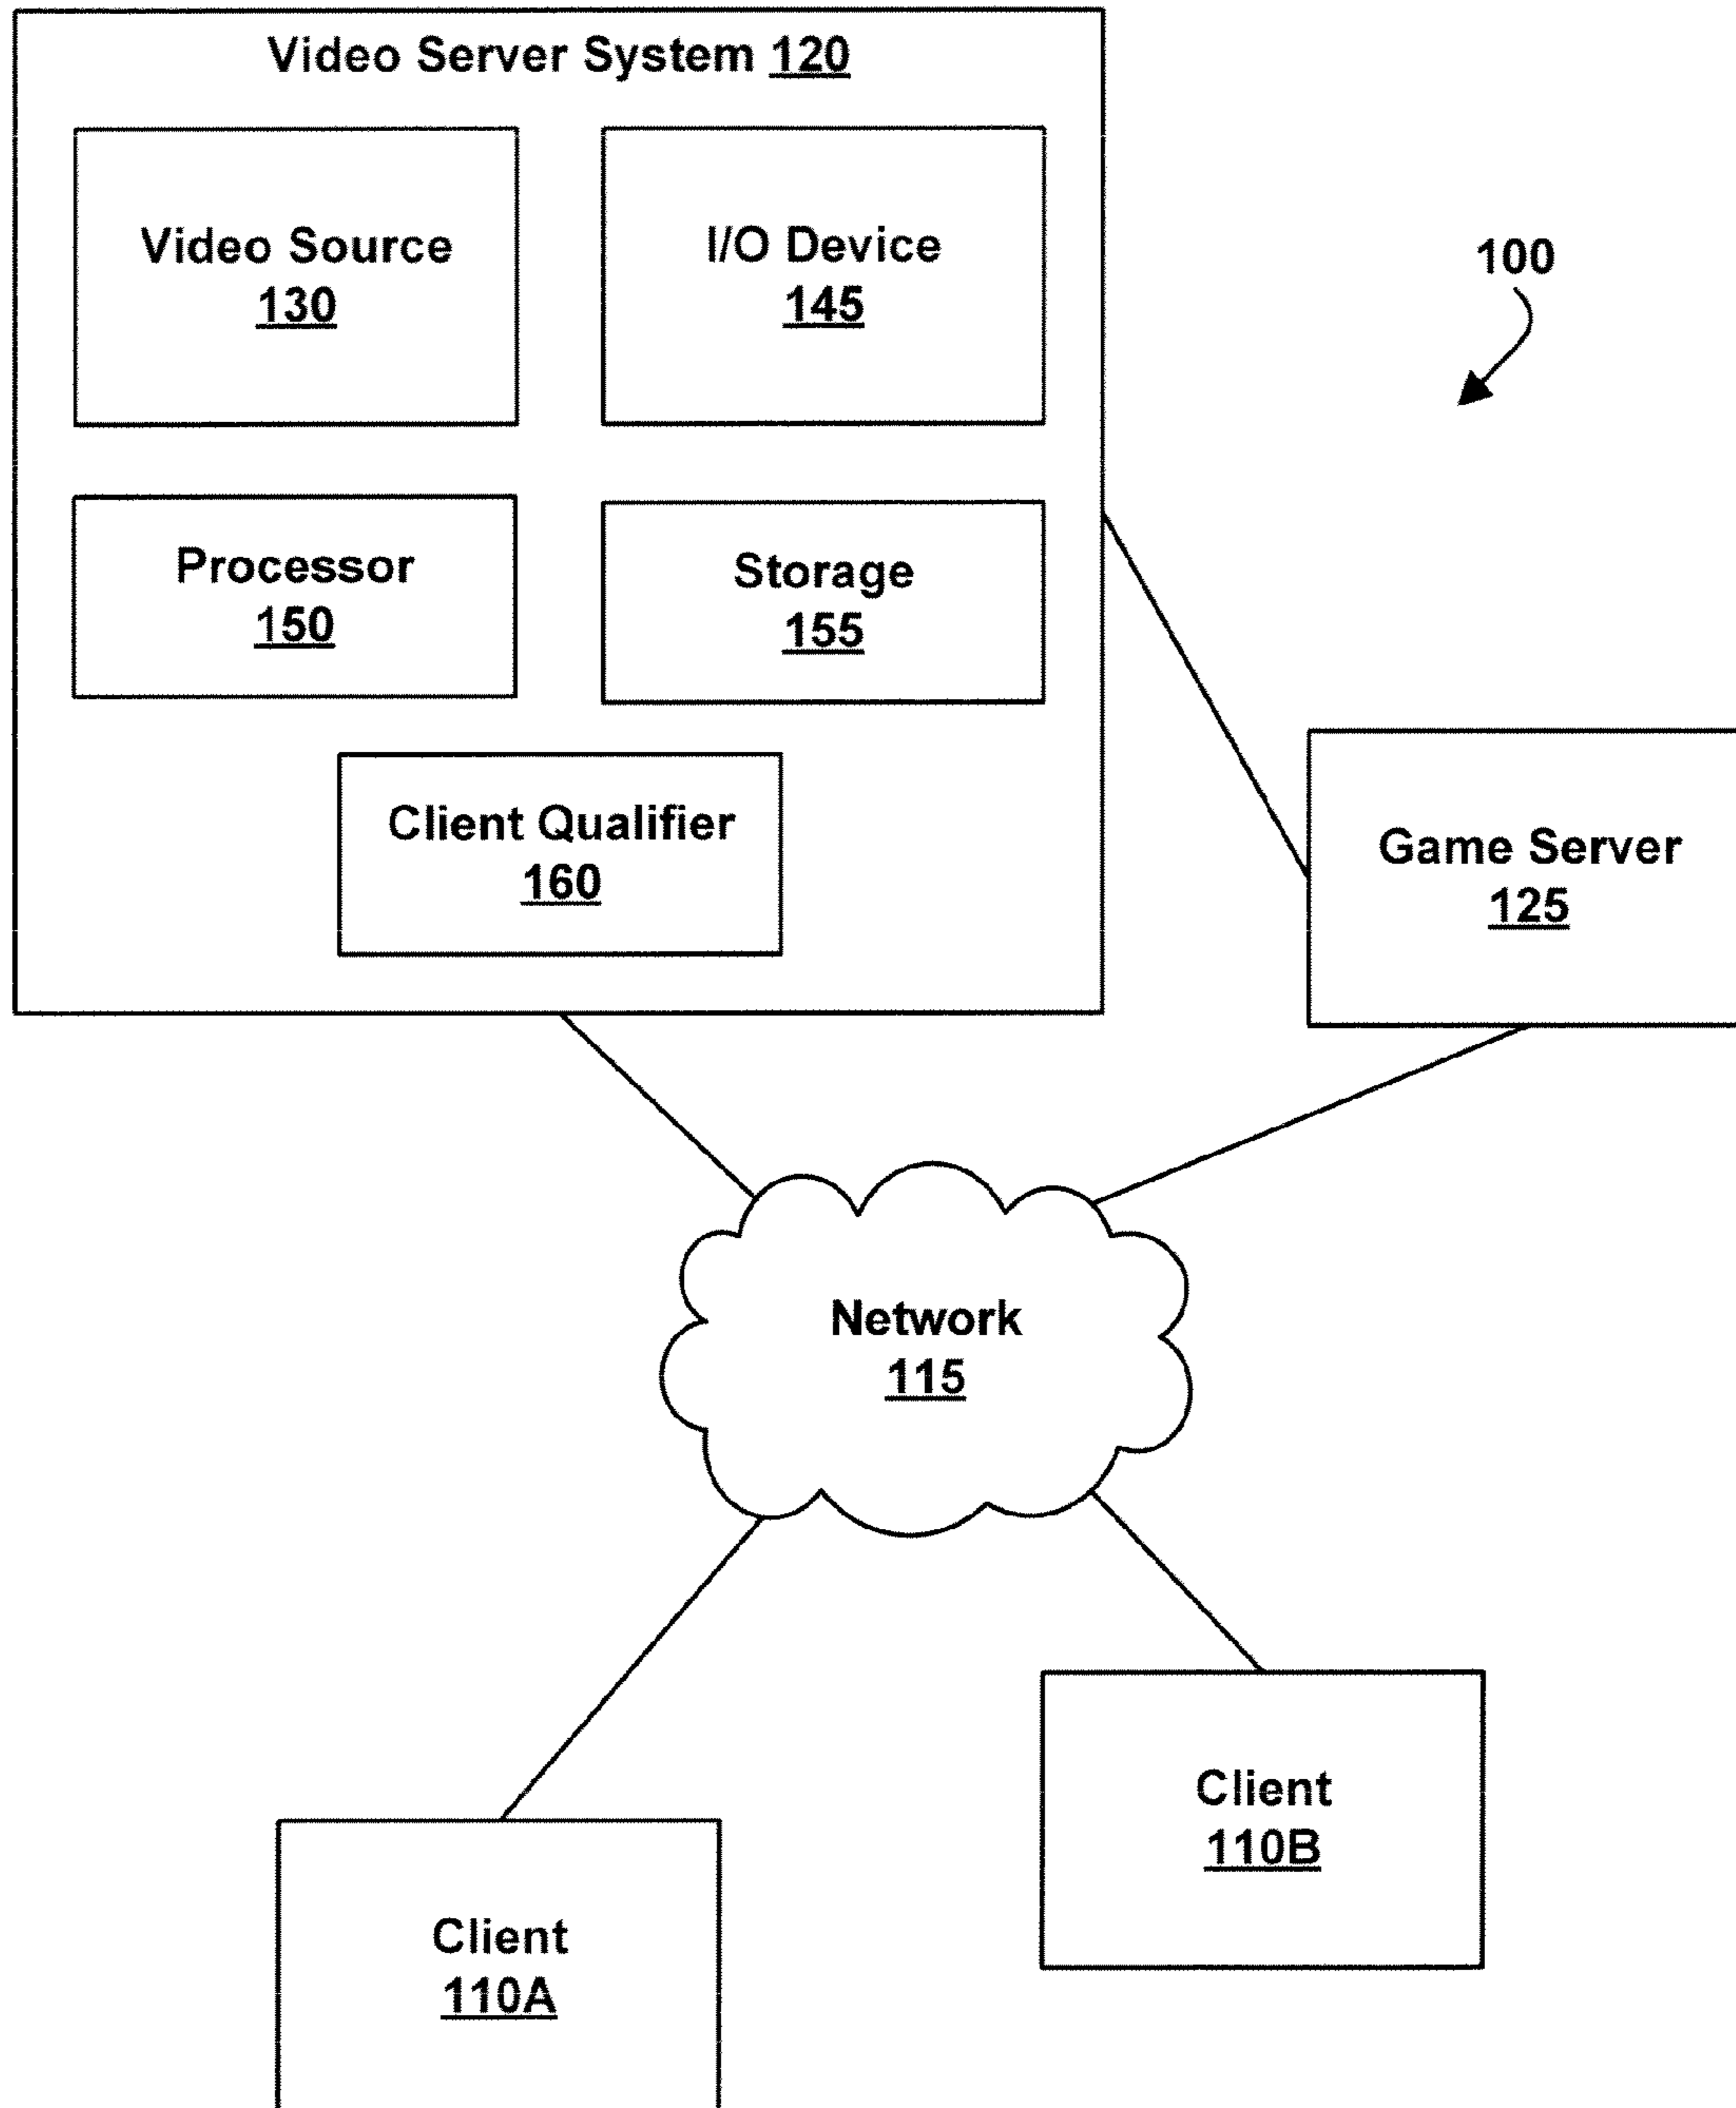 Video Server System 120
Video Source
130
I/O Device
145
100
Processor
150
Storage
155
Client Qualifier
160
Game Server
125
Network
115
Client
110B
Client
110A